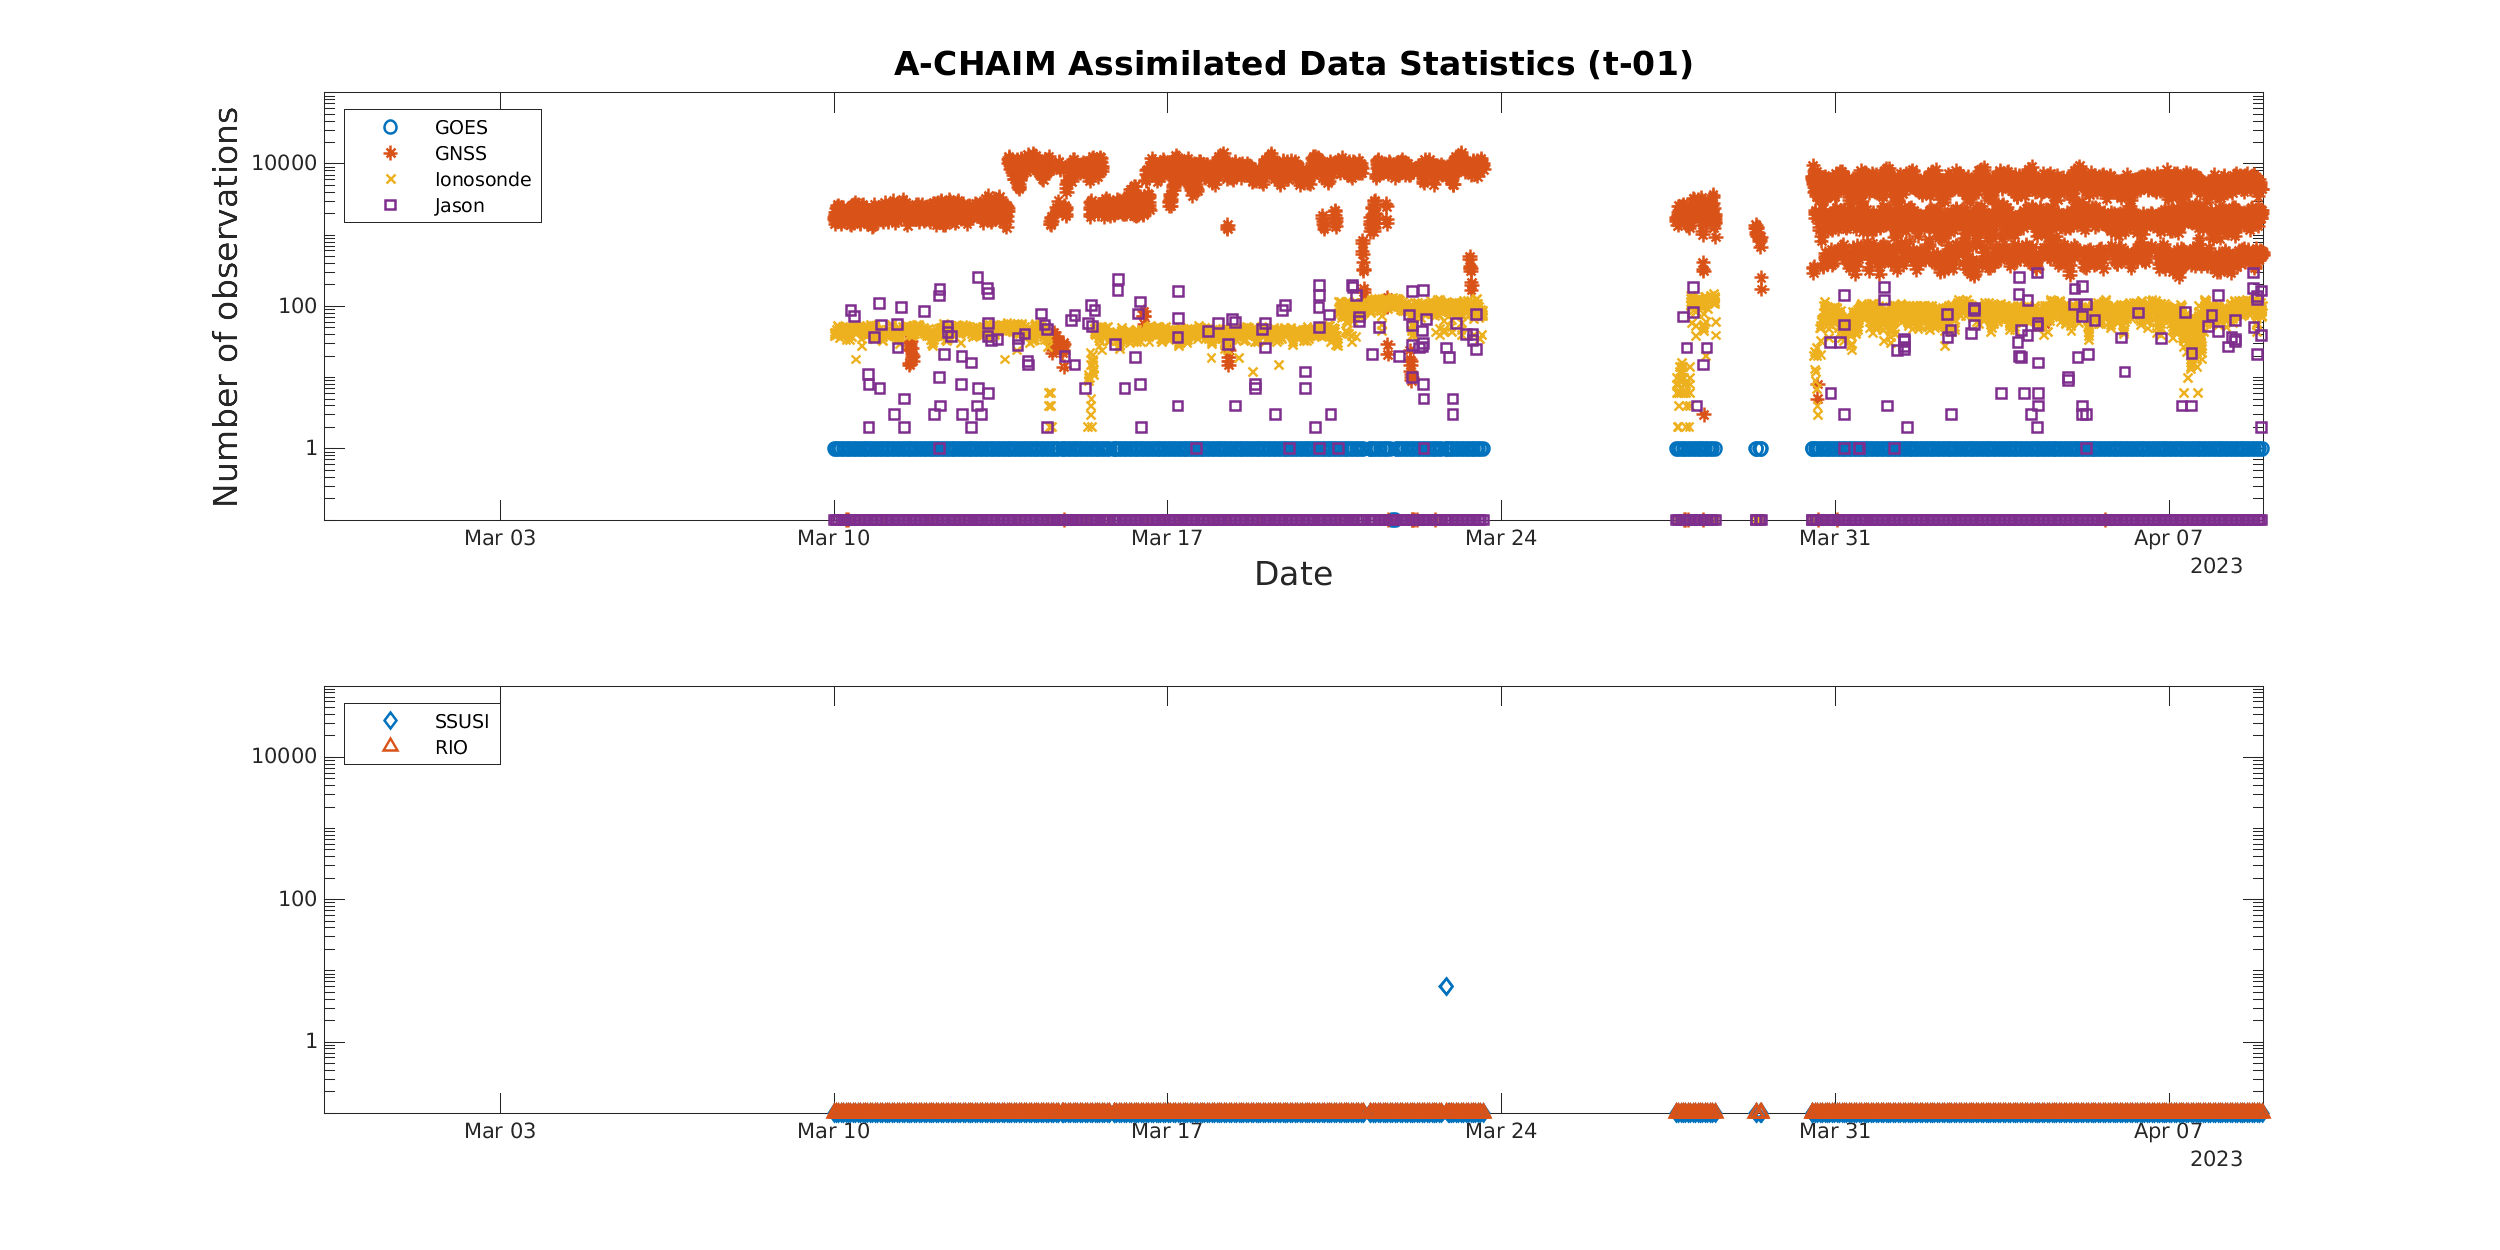 A-CHAIM Assimilated Data Statistics (t-01)
Number of observations
10000
100
1
GOES
GNSS
Ionosonde
Jason
Mar 03 Mar 10 Mar 17 Mar 24 Mar 31 Apr 07
2023
Date
10000
100
1
SSUSI
RIO
Mar 03 Mar 10 Mar 17 Mar 24 Mar 31 Apr 07
2023